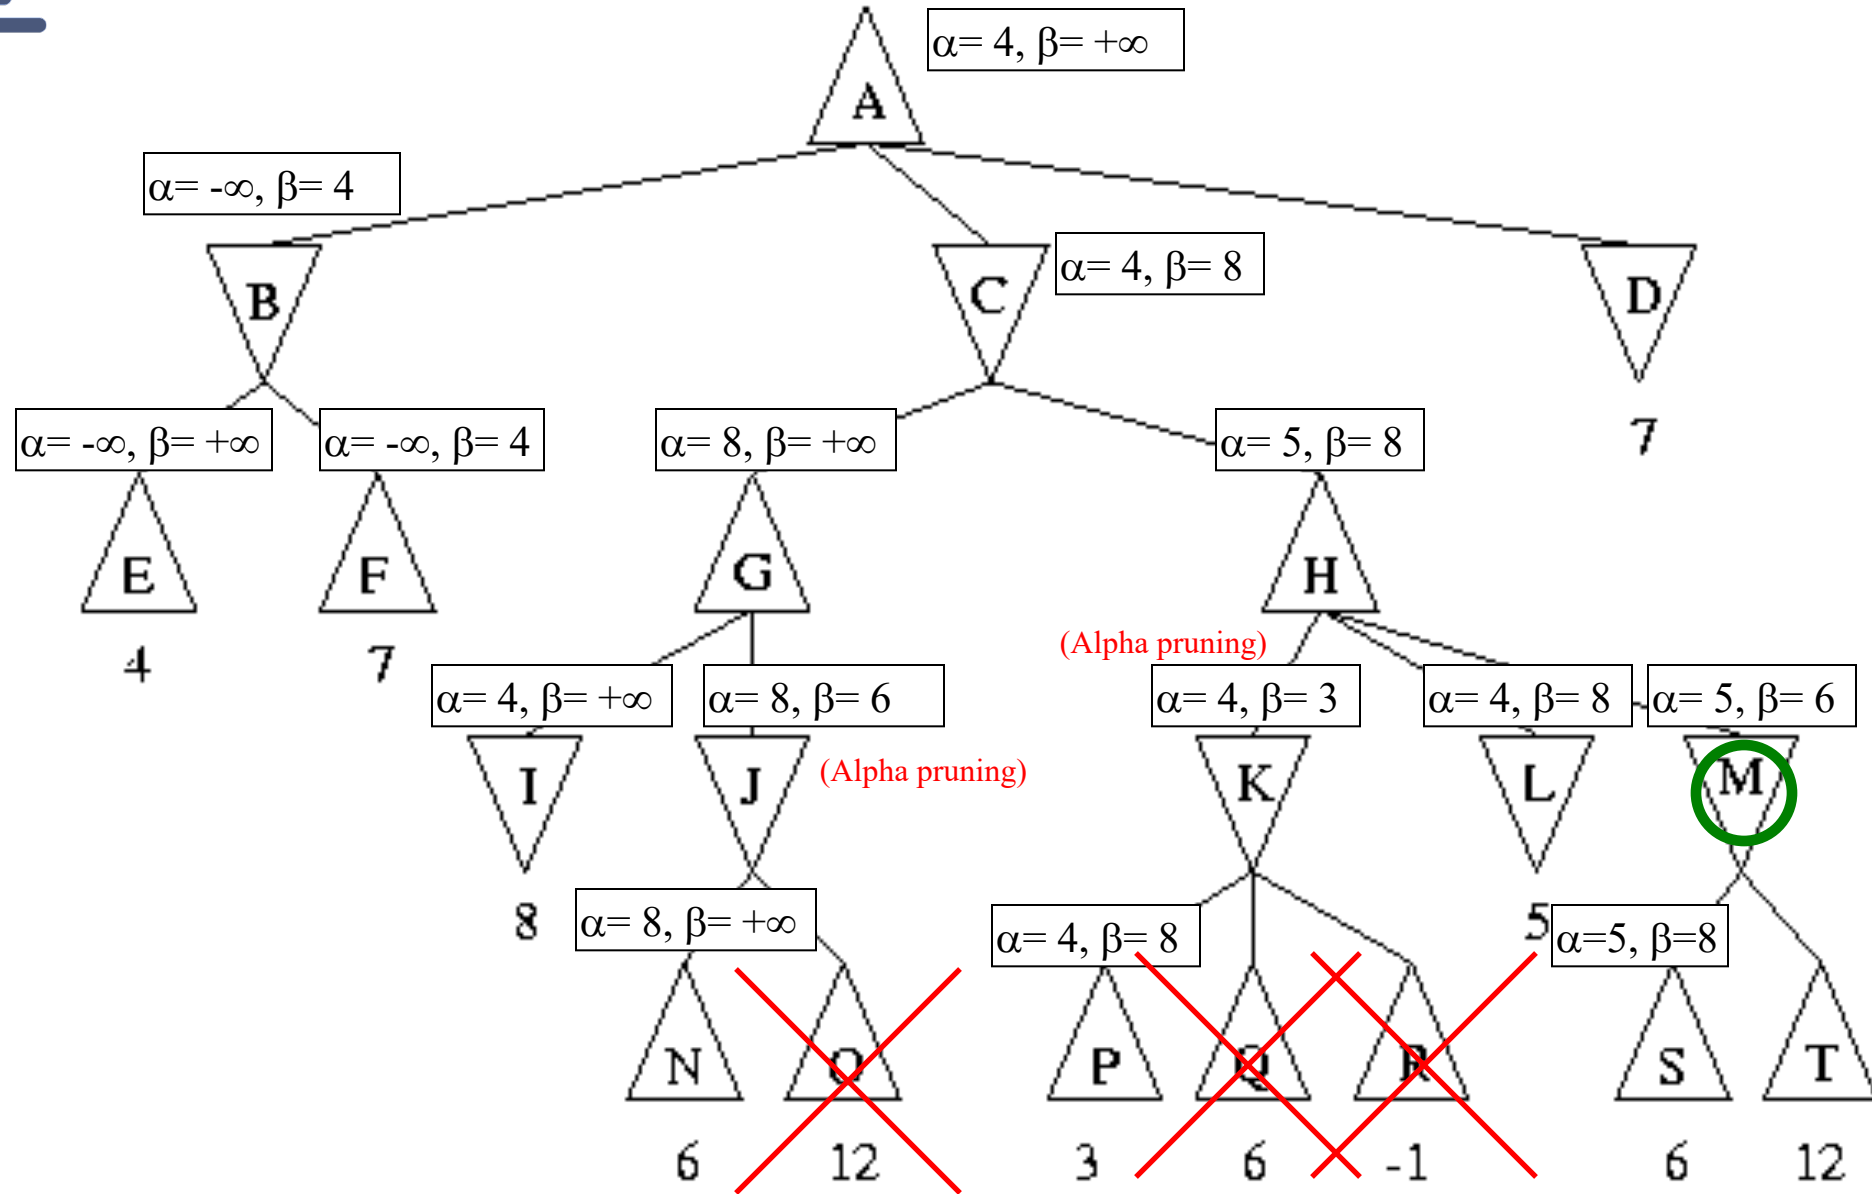 α= 4, β= +∞
A
α= -∞, β= 4
B
C
α= 4, β= 8
D
α= -∞, β= +∞
α= -∞, β= 4
α= 8, β= +∞
α= 5, β= 8
7
E
F
G
H
4
7
(Alpha pruning)
α= 4, β= +∞
α= 8, β= 6
α= 4, β= 3
α= 4, β= 8
α= 5, β= 6
I
J
(Alpha pruning)
K
L
M
8
α= 8, β= +∞
α= 4, β= 8
5
α=5, β=8
N
O
P
Q
R
S
T
6
12
3
6
-1
6
12